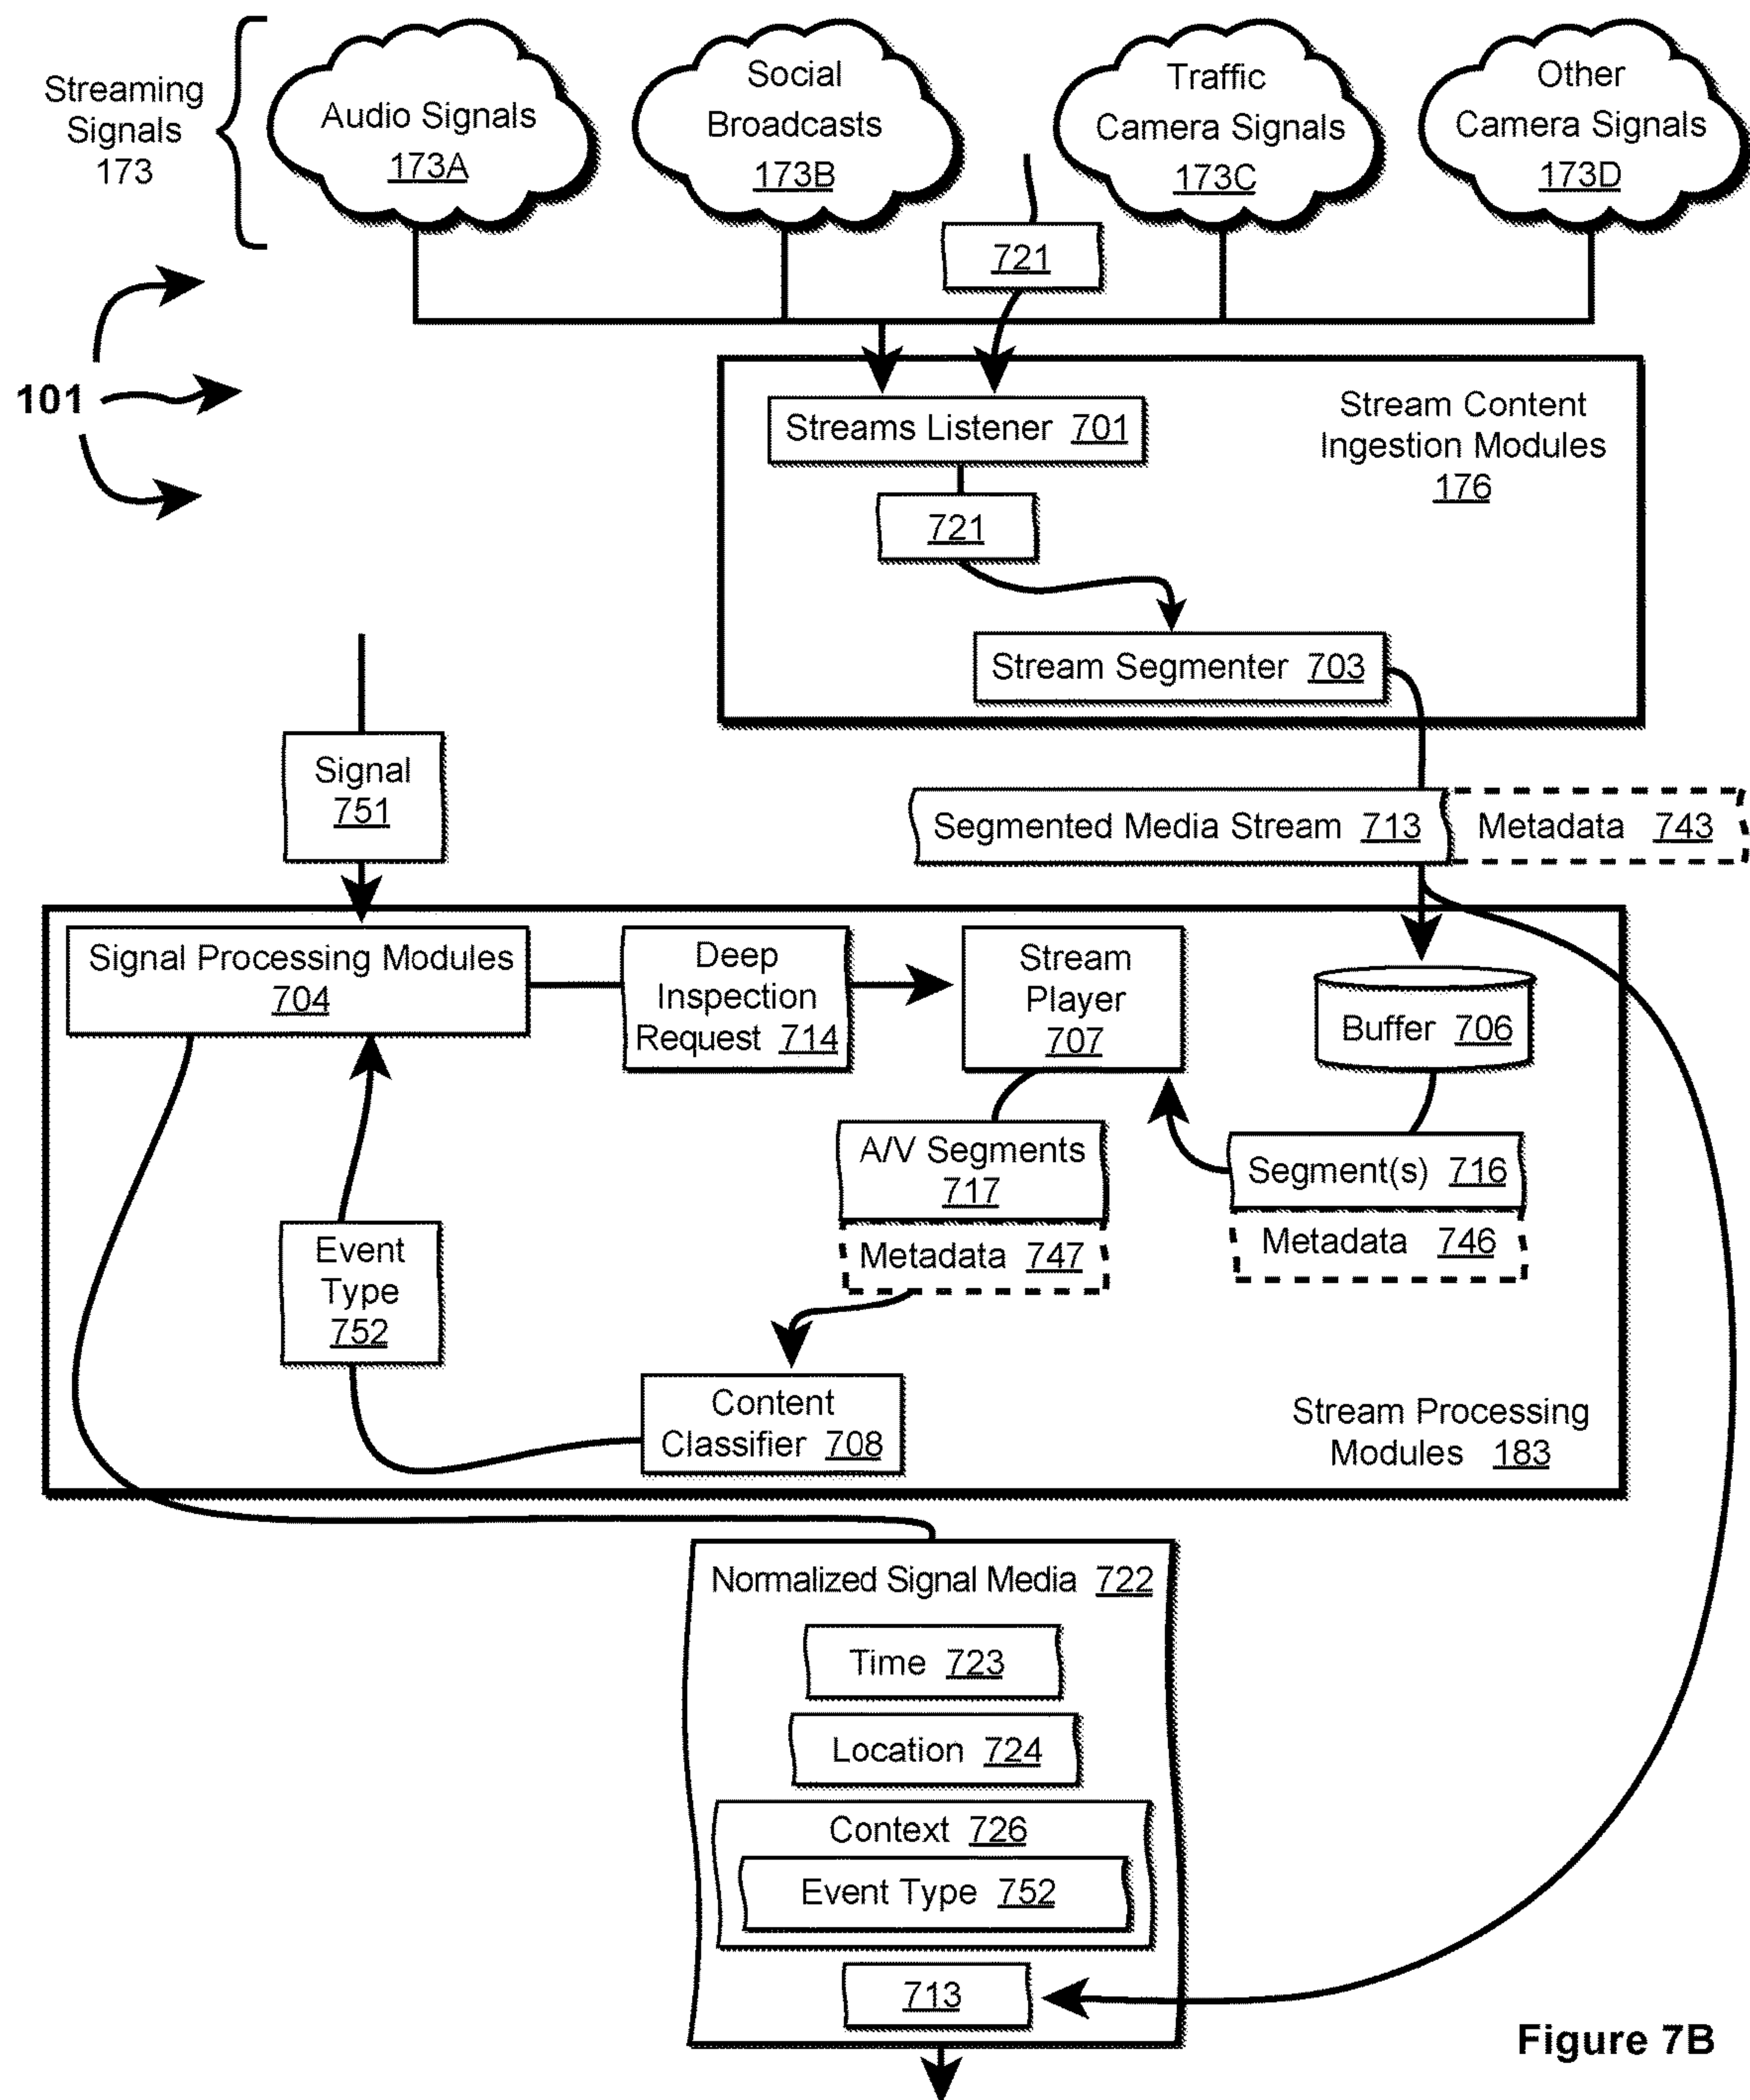 Streaming
Signals
173
Audio Signals
173A
Social
Broadcasts
173B
Traffic
Camera Signals
173C
Other
Camera Signals
173D
721
101
Streams Listener 701
Stream Content
Ingestion Modules
176
721
Stream Segmenter 703
Signal
751
Segmented Media Stream 713
Metadata 743
Signal Processing Modules
704
Deep
Inspection
Request 714
Stream
Player
707
Buffer 706
A/V Segments
717
Metadata 747
Segment(s) 716
Metadata 746
Event
Type
752
Content
Classifier 708
Stream Processing
Modules 183
Normalized Signal Media 722
Time 723
Location 724
Context 726
Event Type 752
713
Figure 7B